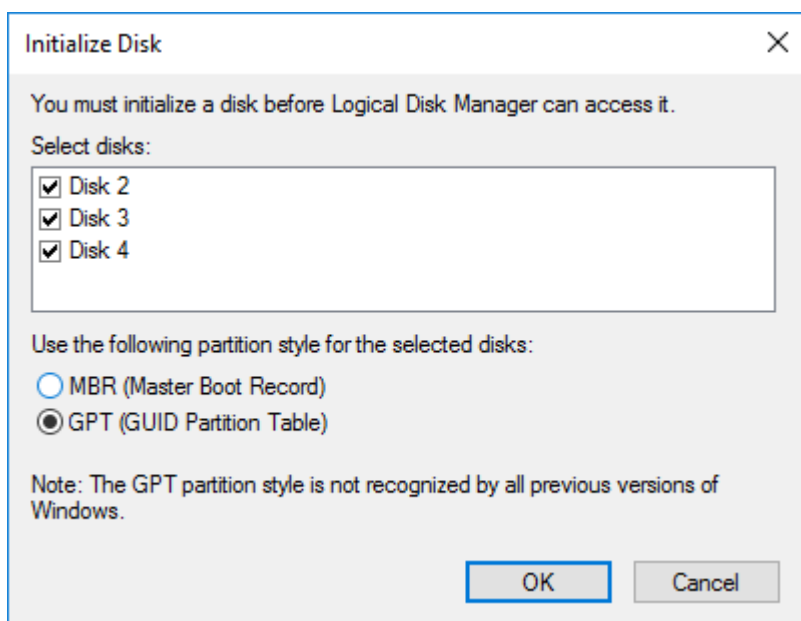 Initialize Disk
You must initialize a disk before Logical Disk Manager can access it.
Select disks:
Disk 2
Disk 3
Disk 4
Use the following partition style for the selected disks:
MBR (Master Boot Record)
GPT (GUID Partition Table)
Note: The GPT partition style is not recognized by all previous versions of
Windows.
OK Cancel